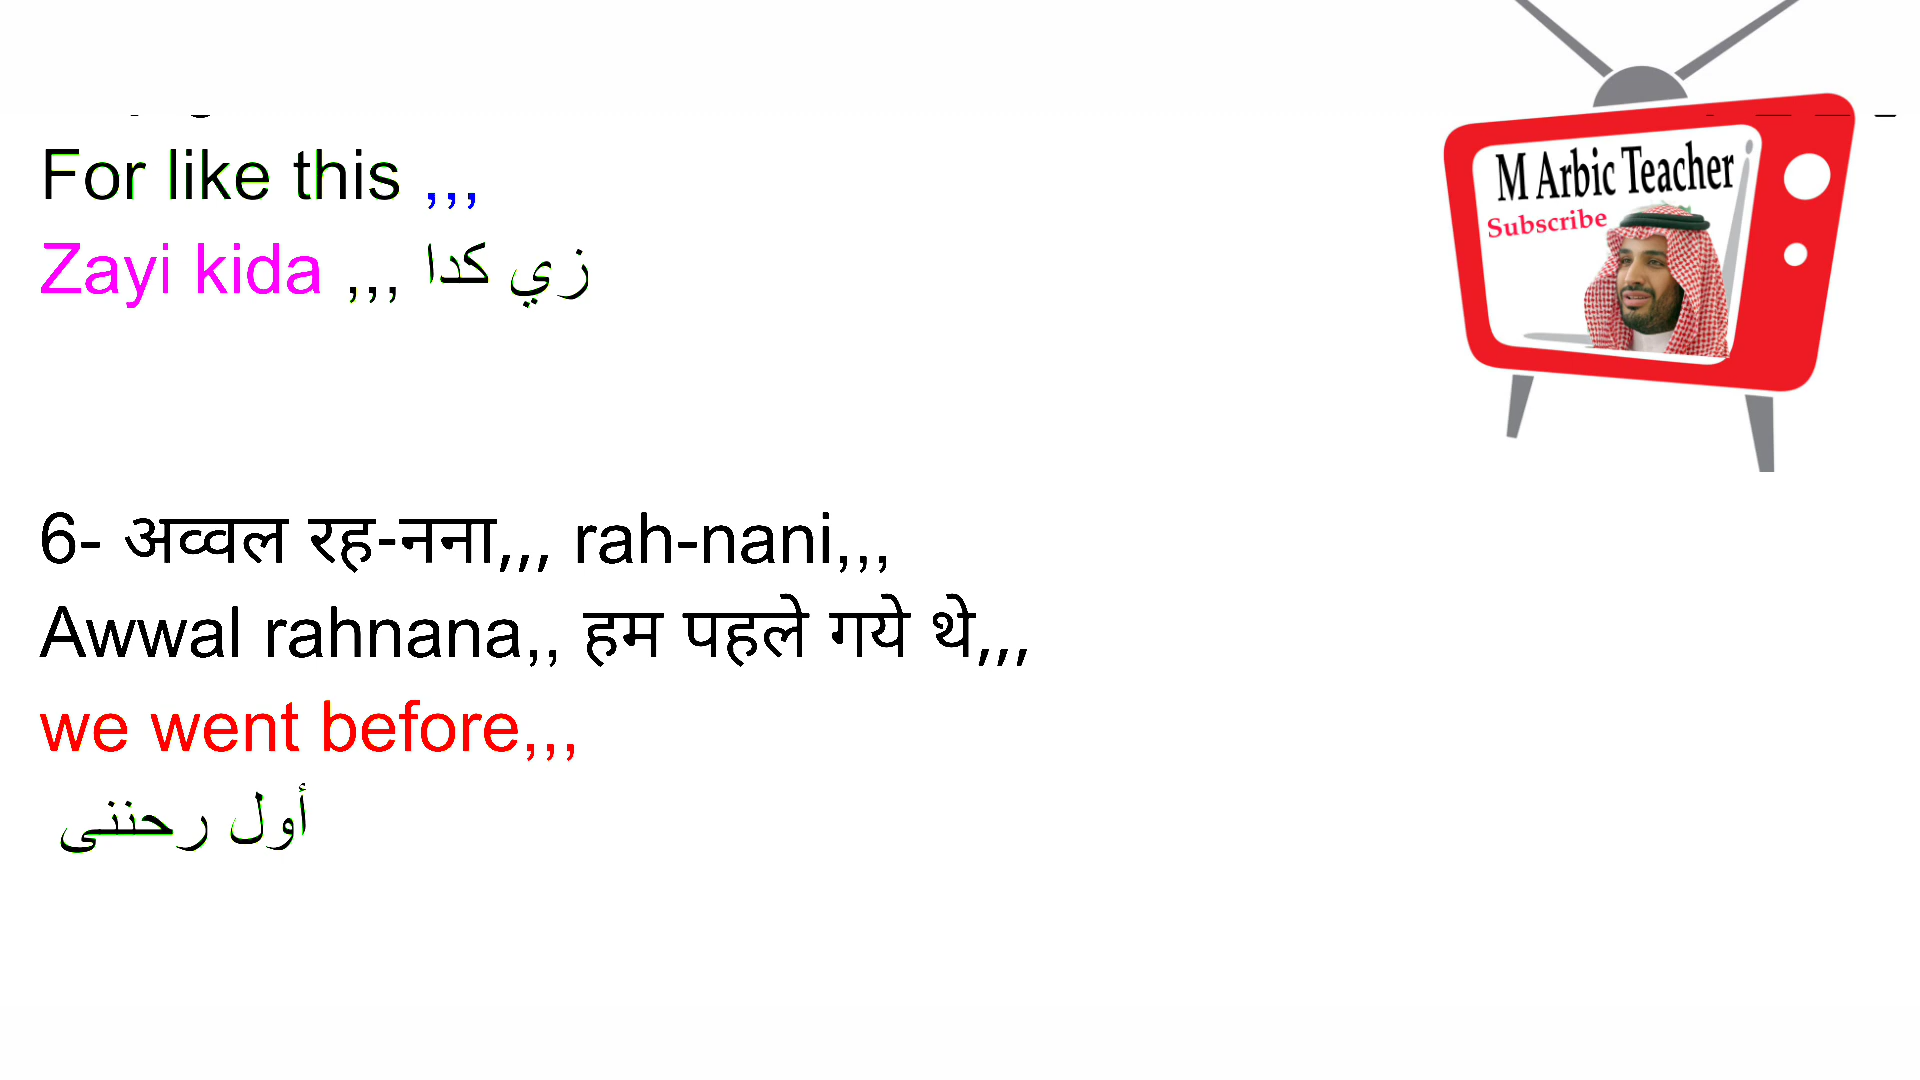 For like this ,,,
Zayi kida ,,, زي كدا
6- अव्वल रह-नना,,, rah-nani,,,
Awwal rahnana,, हम पहले गये थे,,,
we went before,,,
أول رحننى
M Arbic Teacher
Subscribe